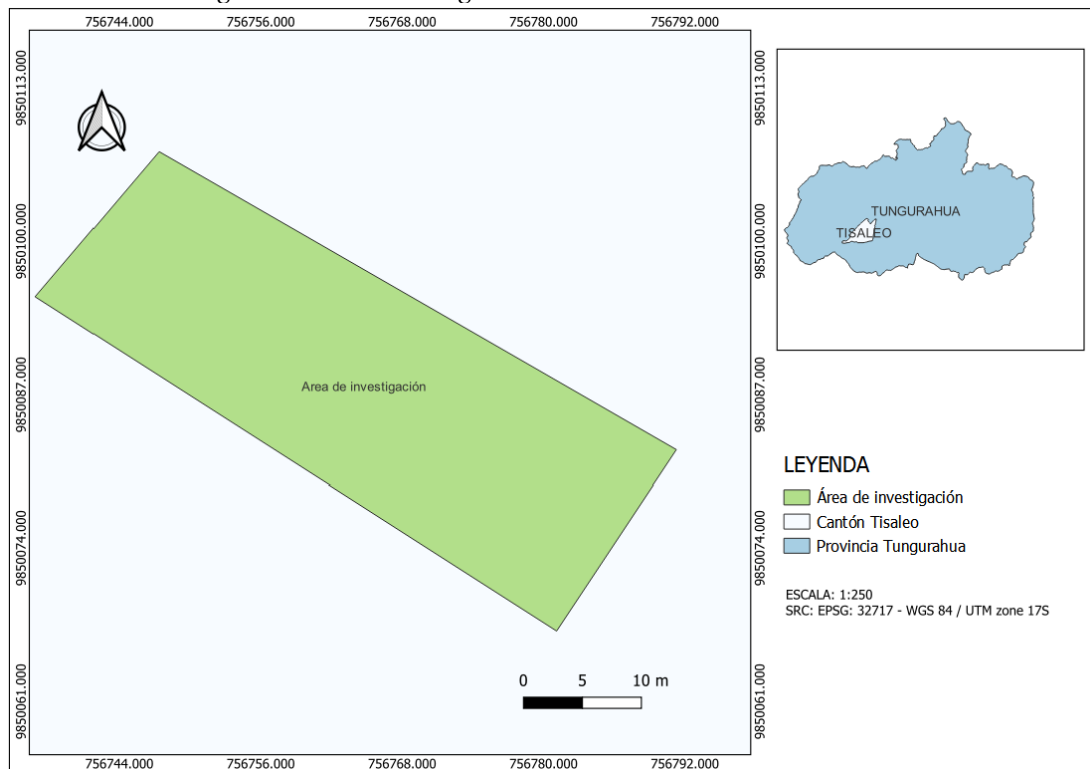 756744.000 756756.000 756768.000 756780.000 756792.000
9850113.000
9850100.000
9850087.000
9850074.000
9850061.000
9850113.000
9850100.000
9850087.000
9850074.000
9850061.000
Area de investigación
0 5 10 m
756744.000 756756.000 756768.000 756780.000 756792.000
TUNGURAHUA
TISALEO
LEYENDA
Área de investigación
Cantón Tisaleo
Provincia Tungurahua
ESCALA: 1:250
SRC: EPSG: 32717 - WGS 84 / UTM zone 17S